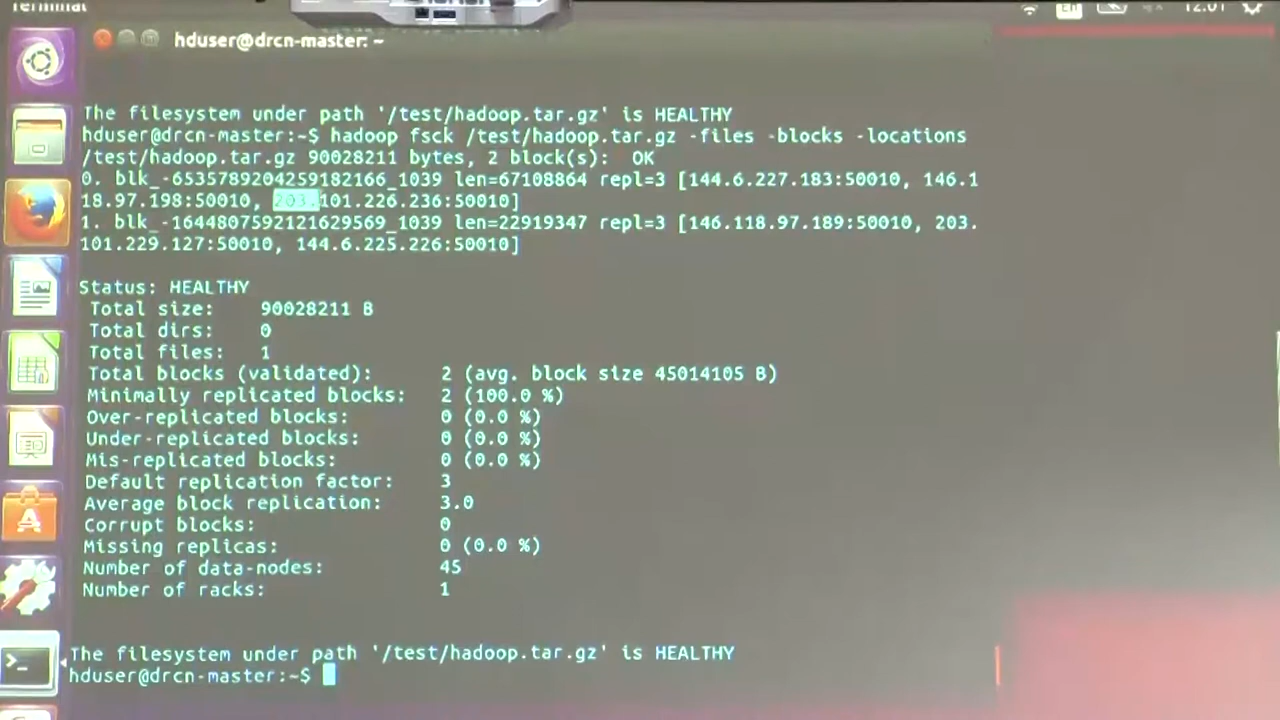 Terminal
12:01
hduser@drcn-master: ~
The filesystem under path '/test/hadoop.tar.gz' is HEALTHY
hduser@drcn-master:~$ hadoop fsck /test/hadoop.tar.gz -files -blocks -locations
/test/hadoop.tar.gz 90028211 bytes, 2 block(s):  OK
0. blk_-6535789204259182166_1039 len=67108864 repl=3 [144.6.227.183:50010, 146.1
18.97.198:50010, 203.101.226.236:50010]
1. blk_-1644807592121629569_1039 len=22919347 repl=3 [146.118.97.189:50010, 203.
101.229.127:50010, 144.6.225.226:50010]
Status: HEALTHY
Total size: 90028211 B
Total dirs: 0
Total files: 1
Total blocks (validated): 2 (avg. block size 45014105 B)
Minimally replicated blocks: 2 (100.0 %)
Over-replicated blocks: 0 (0.0 %)
Under-replicated blocks: 0 (0.0 %)
Mis-replicated blocks: 0 (0.0 %)
Default replication factor: 3
Average block replication: 3.0
Corrupt blocks: 0
Missing replicas: 0 (0.0 %)
Number of data-nodes: 45
Number of racks: 1
The filesystem under path '/test/hadoop.tar.gz' is HEALTHY
hduser@drcn-master:~$